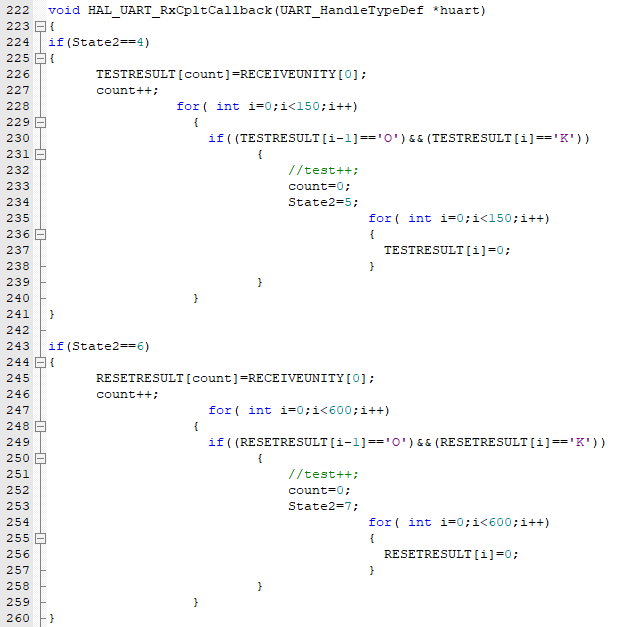 222 void HAL_UART_RxCpltCallback(UART_HandleTypeDef *huart)
223 {
224 if(State2==4)
225 {
226 TESTRESULT[count]=RECEIVEUNITY[0];
227 count++;
228 for( int i=0;i<150;i++)
229 {
230 if((TESTRESULT[i-1]=='O')&&(TESTRESULT[i]=='K'))
231 {
232 //test++;
233 count=0;
234 State2=5;
235 for( int i=0;i<150;i++)
236 {
237 TESTRESULT[i]=0;
238 }
239 }
240 }
241 }
242
243 if(State2==6)
244 {
245 RESETRESULT[count]=RECEIVEUNITY[0];
246 count++;
247 for( int i=0;i<600;i++)
248 {
249 if((RESETRESULT[i-1]=='O')&&(RESETRESULT[i]=='K'))
250 {
251 //test++;
252 count=0;
253 State2=7;
254 for( int i=0;i<600;i++)
255 {
256 RESETRESULT[i]=0;
257 }
258 }
259 }
260 }